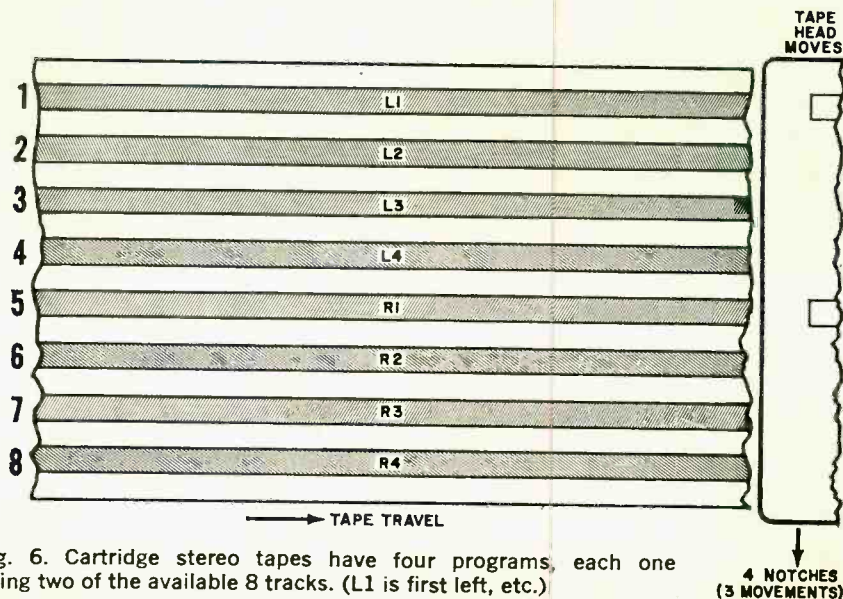 TAPE
HEAD
MOVES
1 L1
2 L2
3 L3
4 L4
5 R1
6 R2
7 R3
8 R4
TAPE TRAVEL
g. 6. Cartridge stereo tapes have four programs, each one
ing two of the available 8 tracks. (L1 is first left, etc.)
4 NOTCHES
(3 MOVEMENTS)